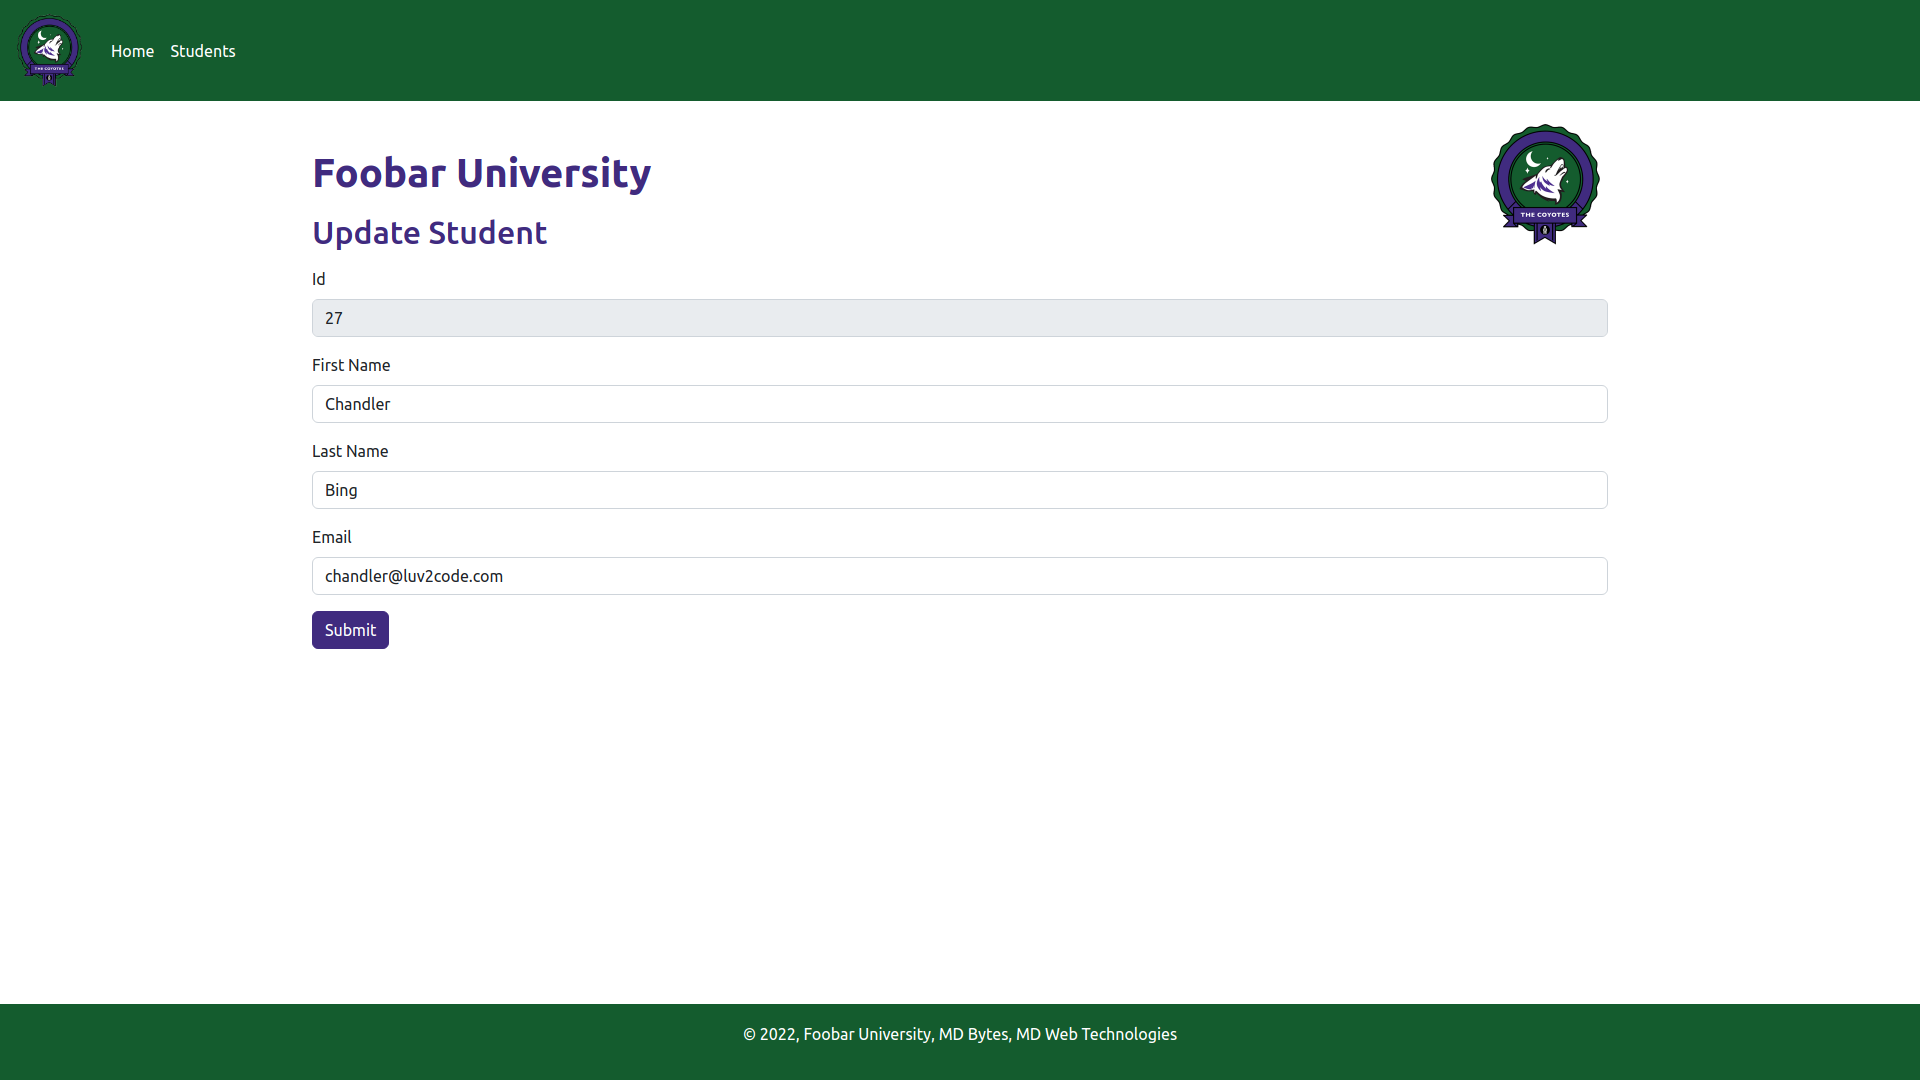 THE COYOTES
Home Students
Foobar University
THE COYOTES
Update Student
Id
27
First Name
Chandler
Last Name
Bing
Email
chandler@luv2code.com
Submit
© 2022, Foobar University, MD Bytes, MD Web Technologies